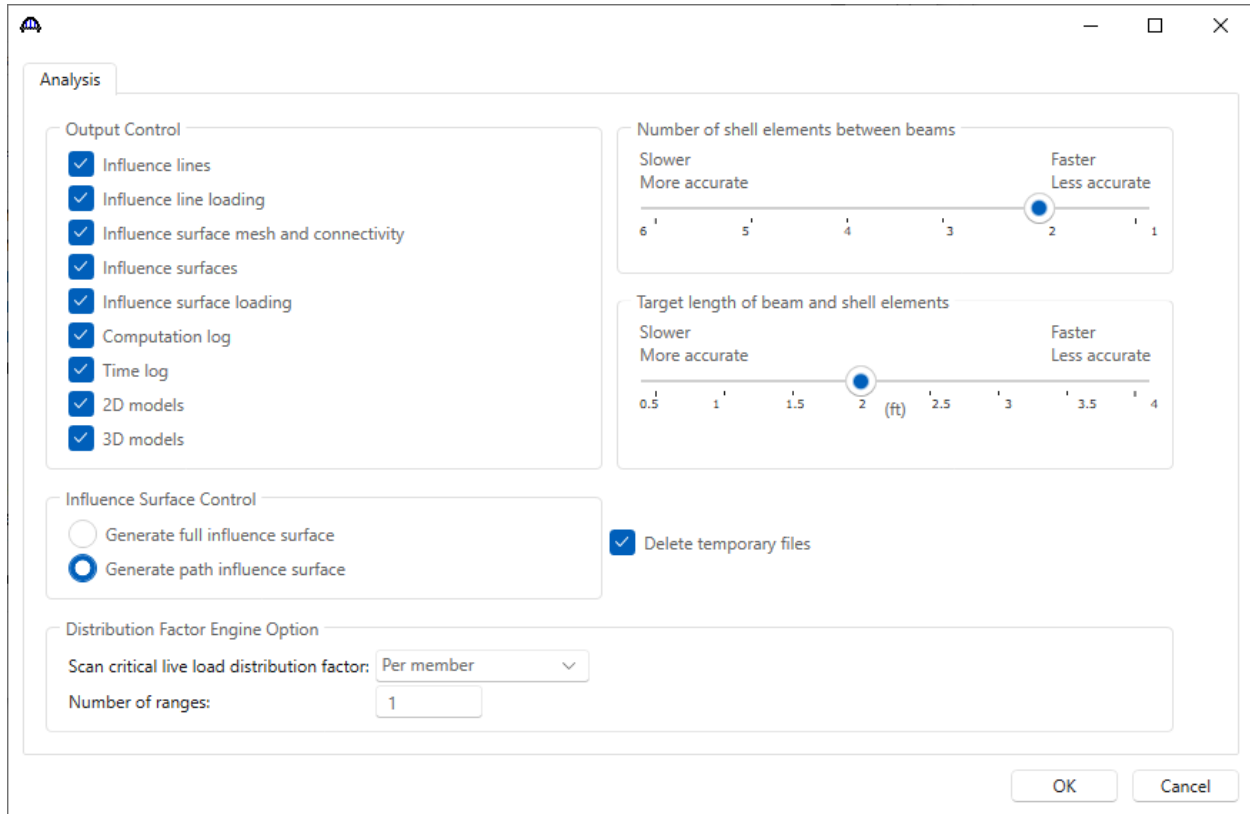 Analysis
Output Control
Influence lines
Influence line loading
Influence surface mesh and connectivity
Influence surfaces
Influence surface loading
Computation log
Time log
2D models
3D models
Number of shell elements between beams
Slower Faster
More accurate Less accurate
6 5 4 3 2 1
Target length of beam and shell elements
Slower Faster
More accurate Less accurate
0.5 1 1.5 2 (ft) 2.5 3 3.5 4
Influence Surface Control
Generate full influence surface
Generate path influence surface
Delete temporary files
Distribution Factor Engine Option
Scan critical live load distribution factor: Per member
Number of ranges: 1
OK Cancel